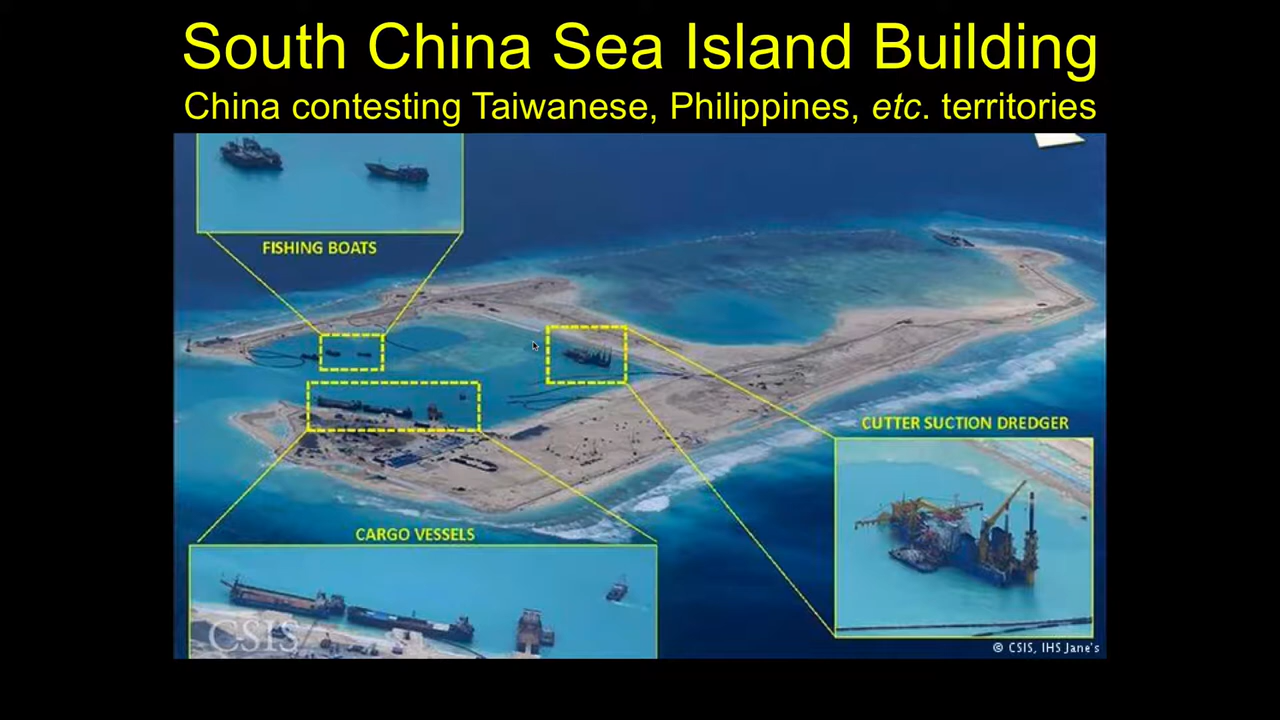 South China Sea Island Building
China contesting Taiwanese, Philippines, etc. territories
FISHING BOATS
CUTTER SUCTION DREDGER
CARGO VESSELS
CSIS
© CSIS, IHS Jane's